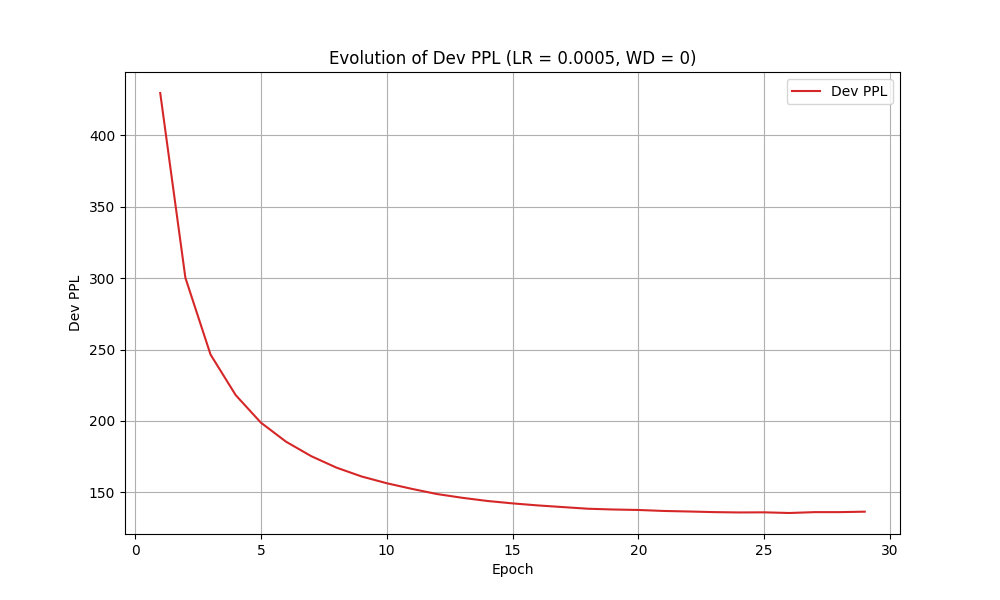 Evolution of Dev PPL (LR = 0.0005, WD = 0)
Dev PPL
400
350
300
250
200
150
Dev PPL
0 5 10 15 20 25 30
Epoch